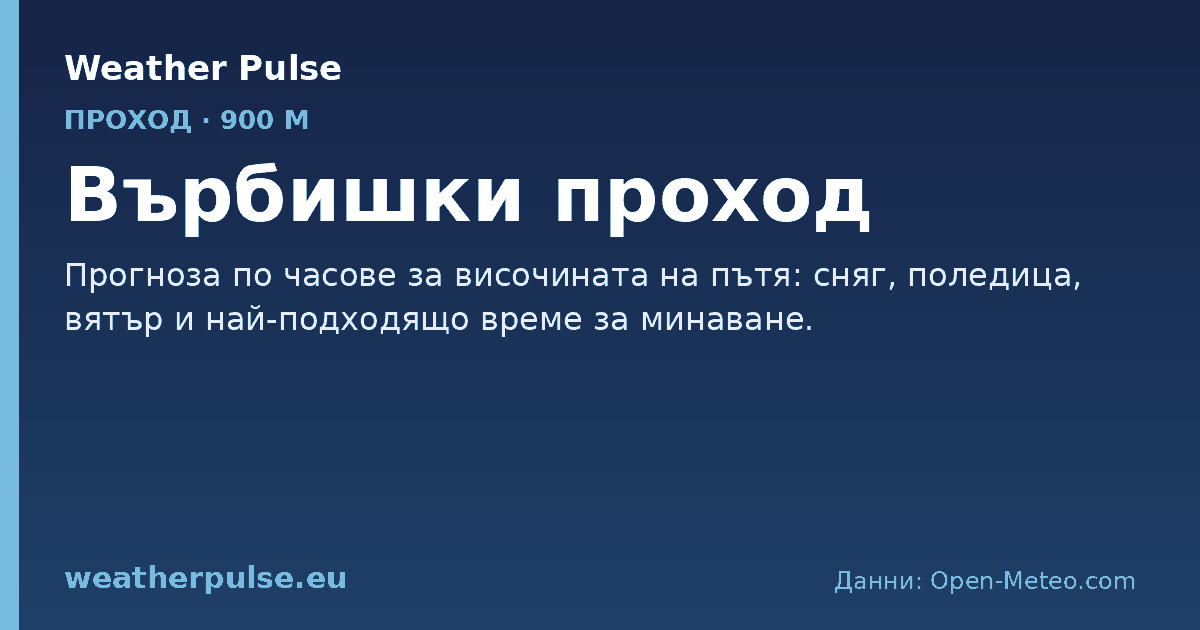 Weather Pulse
ПРОХОД · 900 М
Върбишки проход
Прогноза по часове за височината на пътя: сняг, поледица,
вятър и най-подходящо време за минаване.
weatherpulse.eu
Данни: Open-Meteo.com